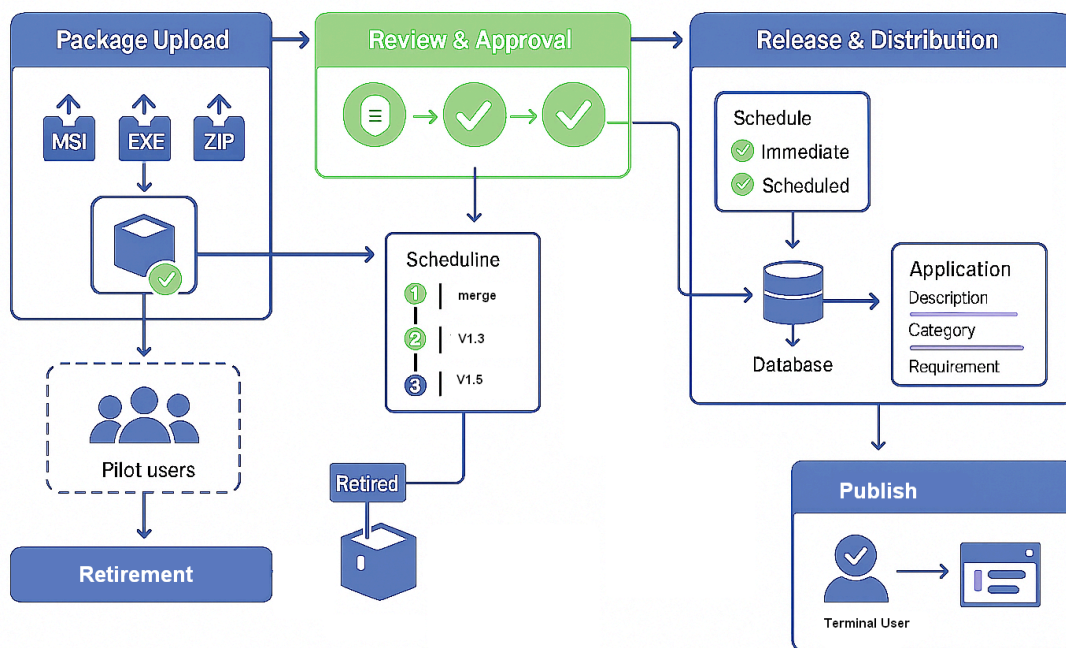 Package Upload
MSI
EXE
ZIP
Pilot users
Retirement
Review & Approval
Scheduline
1
merge
2
V1.3
3
V1.5
Retired
Release & Distribution
Schedule
Immediate
Scheduled
Database
Application
Description
Category
Requirement
Publish
Terminal User